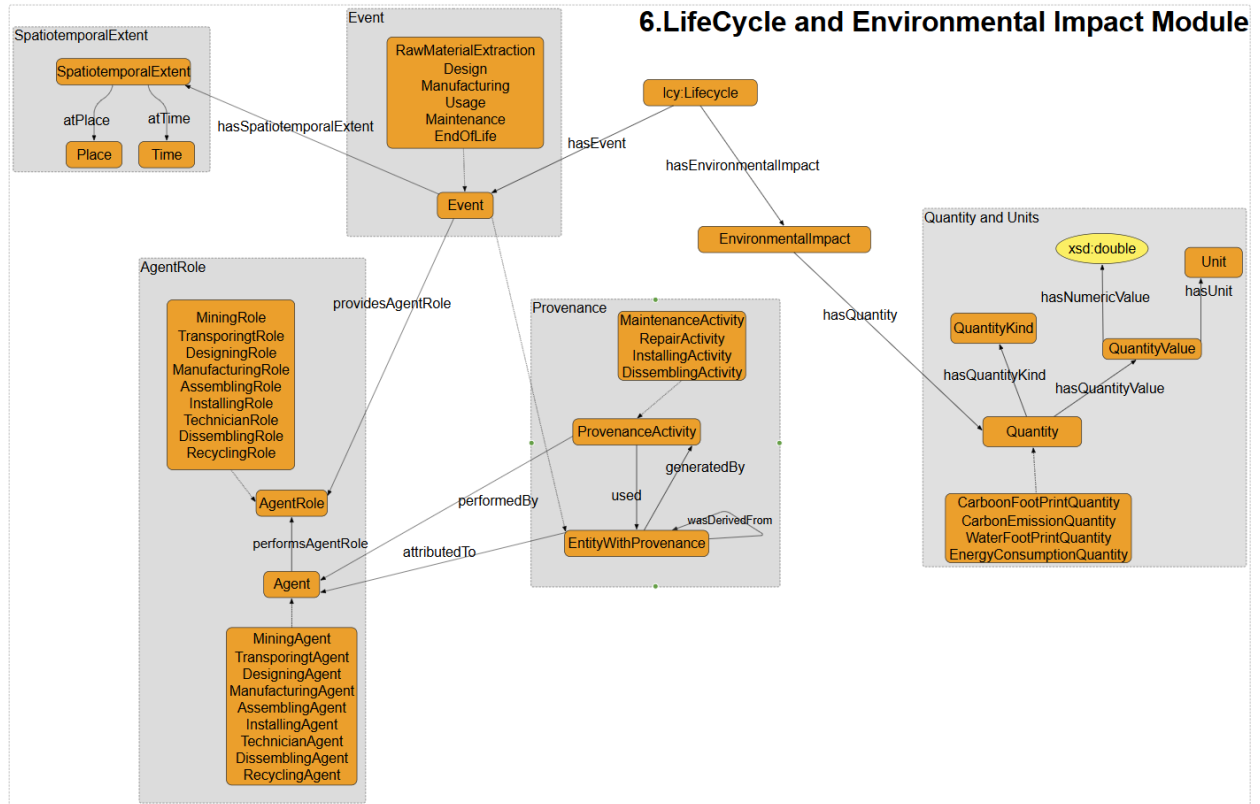 6.LifeCycle and Environmental Impact Module
SpatiotemporalExtent
SpatiotemporalExtent
atPlace
atTime
Place
Time
hasSpatiotemporalExtent
Event
RawMaterialExtraction
Design
Manufacturing
Usage
Maintenance
EndOfLife
Event
lcy:Lifecycle
hasEvent
hasEnvironmentalImpact
EnvironmentalImpact
hasQuantity
Quantity and Units
xsd:double
Unit
hasNumericValue
hasUnit
QuantityKind
QuantityValue
hasQuantityKind
hasQuantityValue
Quantity
CarboonFootPrintQuantity
CarbonEmissionQuantity
WaterFootPrintQuantity
EnergyConsumptionQuantity
AgentRole
providesAgentRole
MiningRole
TransporingtRole
DesigningRole
ManufacturingRole
AssemblingRole
InstallingRole
TechnicianRole
DissemblingRole
RecyclingRole
AgentRole
performsAgentRole
Agent
MiningAgent
TransporingtAgent
DesigningAgent
ManufacturingAgent
AssemblingAgent
InstallingAgent
TechnicianAgent
DissemblingAgent
RecyclingAgent
Provenance
MaintenanceActivity
RepairActivity
InstallingActivity
DissemblingActivity
ProvenanceActivity
generatedBy
used
performedBy
wasDerivedFrom
EntityWithProvenance
attributedTo